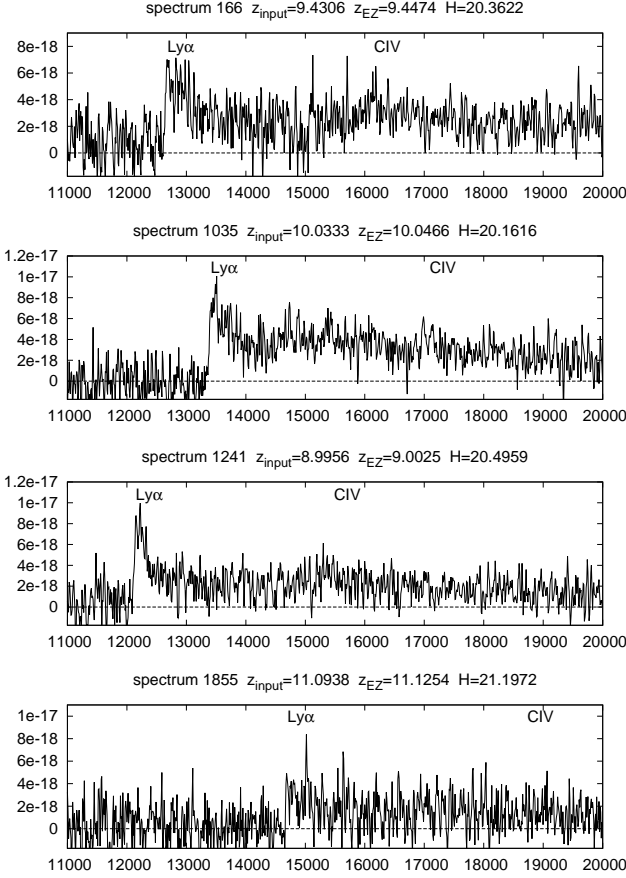 spectrum 166 z_input=9.4306 z_EZ=9.4474 H=20.3622
Lyα CIV
8e-18
6e-18
4e-18
2e-18
0
11000 12000 13000 14000 15000 16000 17000 18000 19000 20000
spectrum 1035 z_input=10.0333 z_EZ=10.0466 H=20.1616
1.2e-17
Lyα CIV
1e-17
8e-18
6e-18
4e-18
2e-18
0
11000 12000 13000 14000 15000 16000 17000 18000 19000 20000
spectrum 1241 z_input=8.9956 z_EZ=9.0025 H=20.4959
1.2e-17
Lyα CIV
1e-17
8e-18
6e-18
4e-18
2e-18
0
11000 12000 13000 14000 15000 16000 17000 18000 19000 20000
spectrum 1855 z_input=11.0938 z_EZ=11.1254 H=21.1972
Lyα CIV
1e-17
8e-18
6e-18
4e-18
2e-18
0
11000 12000 13000 14000 15000 16000 17000 18000 19000 20000